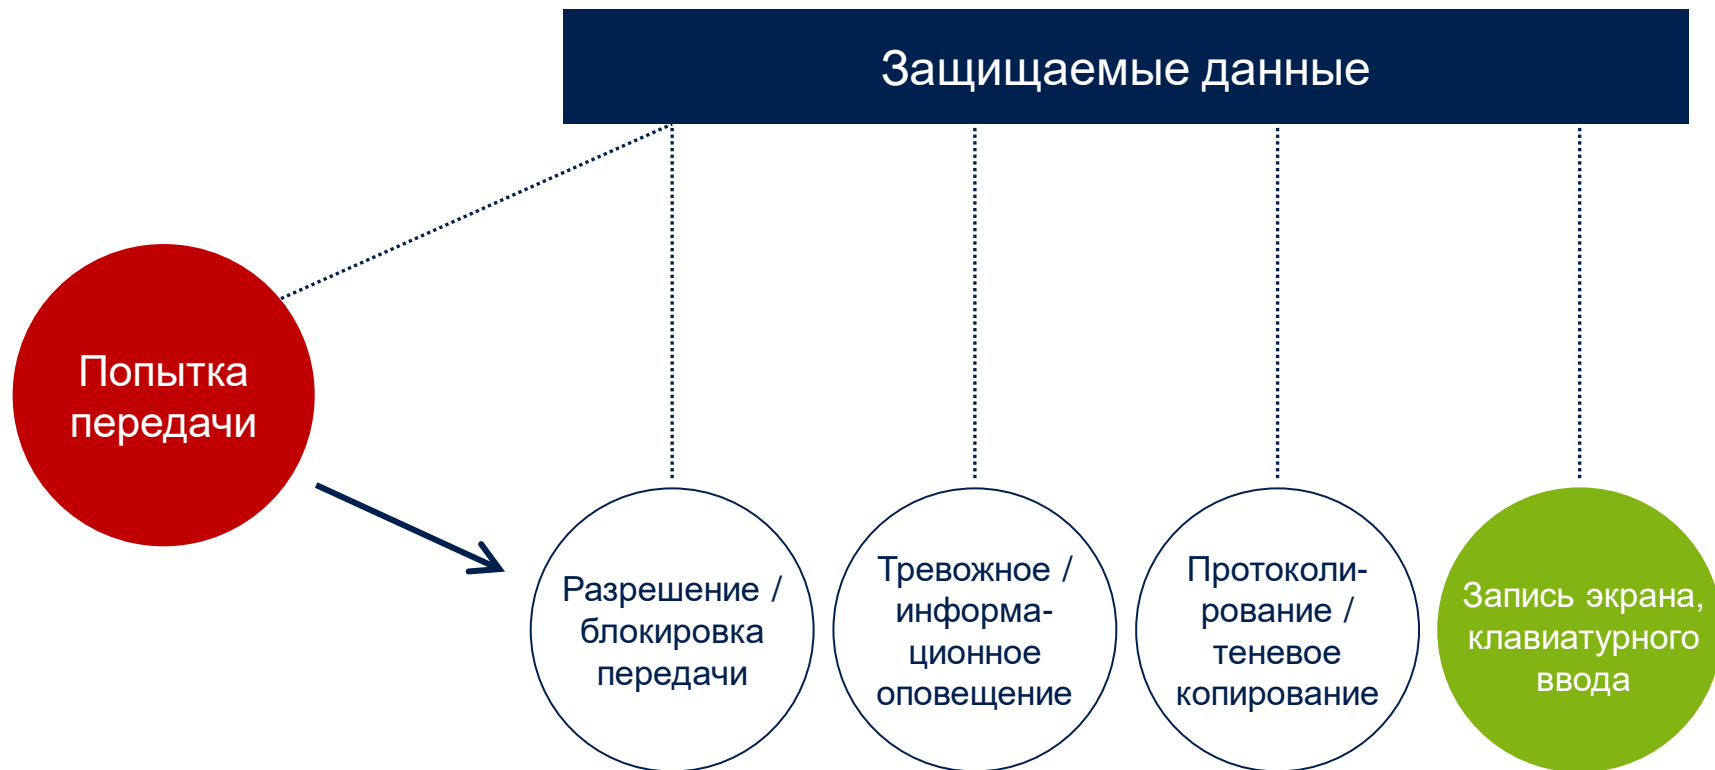 Защищаемые данные
Попытка
передачи
Разрешение /
блокировка
передачи
Тревожное /
информа-
ционное
оповещение
Протоколи-
рование /
теневое
копирование
Запись экрана,
клавиатурного
ввода